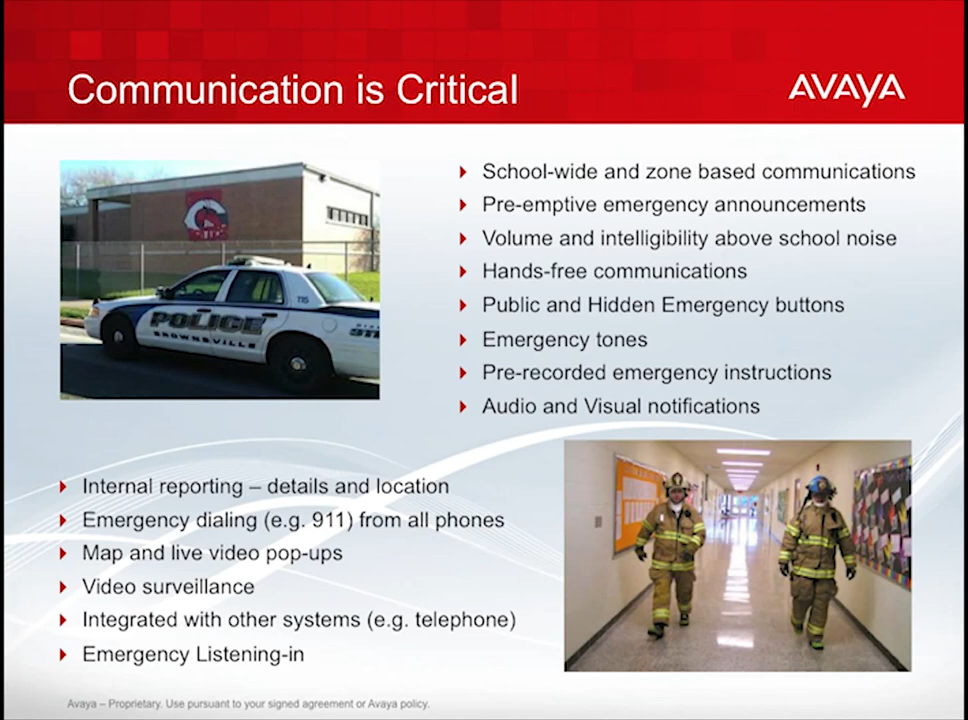 Communication is Critical
AVAYA
School-wide and zone based communications
Pre-emptive emergency announcements
Volume and intelligibility above school noise
Hands-free communications
Public and Hidden Emergency buttons
Emergency tones
Pre-recorded emergency instructions
Audio and Visual notifications
POLICE
BROWNSVILLE
115
Internal reporting – details and location
Emergency dialing (e.g. 911) from all phones
Map and live video pop-ups
Video surveillance
Integrated with other systems (e.g. telephone)
Emergency Listening-in
Avaya – Proprietary. Use pursuant to your signed agreement or Avaya policy.